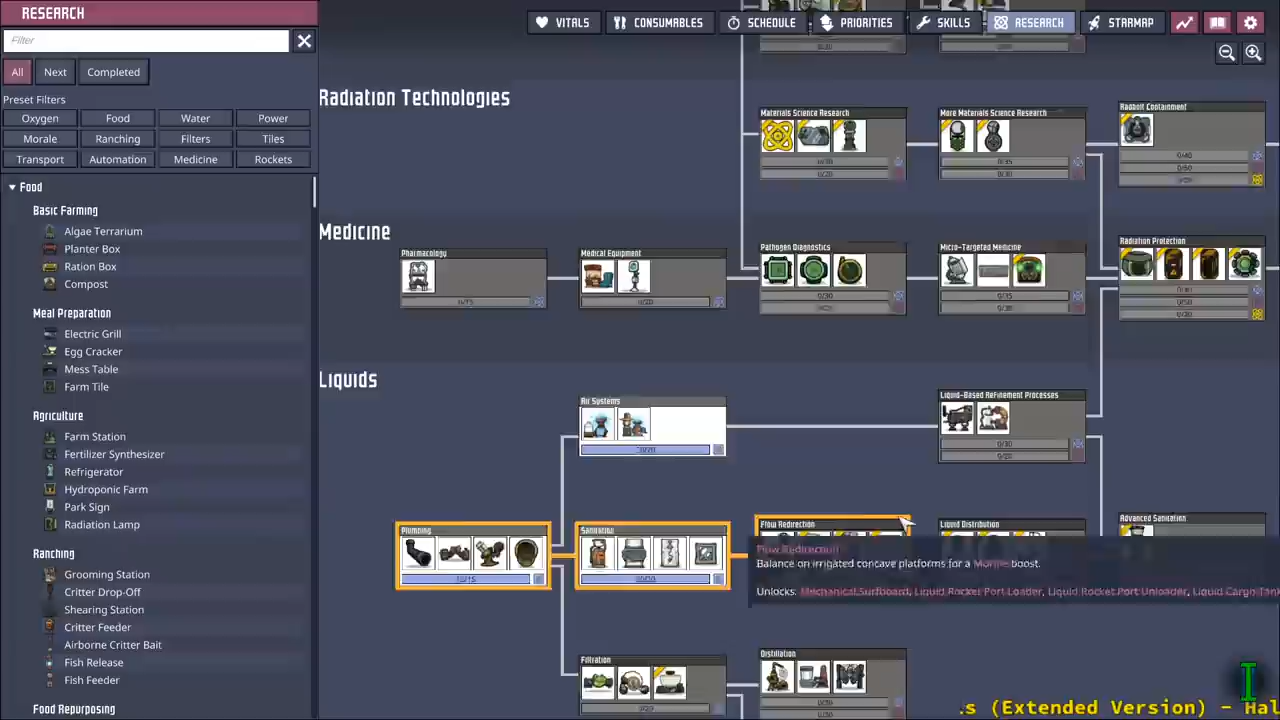 RESEARCH
VITALS
CONSUMABLES
SCHEDULE
PRIORITIES
SKILLS
RESEARCH
STARMAP
Filter
All
Next
Completed
Preset Filters
Oxygen
Food
Water
Power
Morale
Ranching
Filters
Tiles
Transport
Automation
Medicine
Rockets
Food
Basic Farming
Algae Terrarium
Planter Box
Ration Box
Compost
Meal Preparation
Electric Grill
Egg Cracker
Mess Table
Farm Tile
Agriculture
Farm Station
Fertilizer Synthesizer
Refrigerator
Hydroponic Farm
Park Sign
Radiation Lamp
Ranching
Grooming Station
Critter Drop-Off
Shearing Station
Critter Feeder
Airborne Critter Bait
Fish Release
Fish Feeder
Food Repurposing
Radiation Technologies
Materials Science Research
More Materials Science Research
Radbolt Containment
Medicine
Pharmacology
Medical Equipment
Pathogen Diagnostics
Micro-Targeted Medicine
Radiation Protection
Liquids
Air Systems
Liquid-Based Refinement Processes
Plumbing
Sanitation
Flow Redirection
Liquid Distribution
Advanced Sanitation
Flow Redirection
Balance on irrigated concave platforms for a Morale boost.
Unlocks: Mechanical Surfboard, Liquid Rocket Port Loader, Liquid Rocket Port Unloader, Liquid Cargo Tank
Filtration
Distillation
.s (Extended Version) - Hal